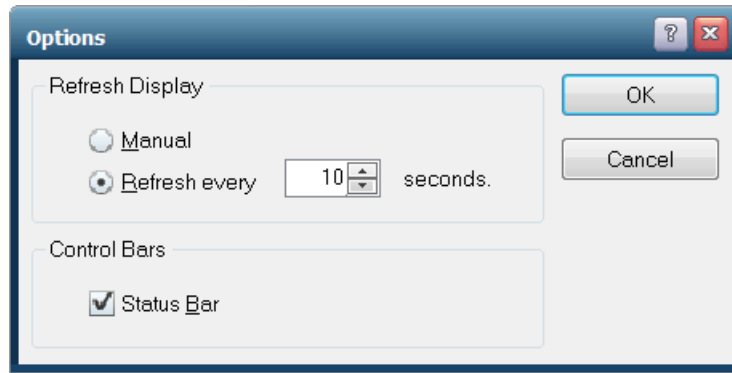 Options
?
Refresh Display
OK
Manual
Cancel
Refresh every 10 seconds.
Control Bars
Status Bar